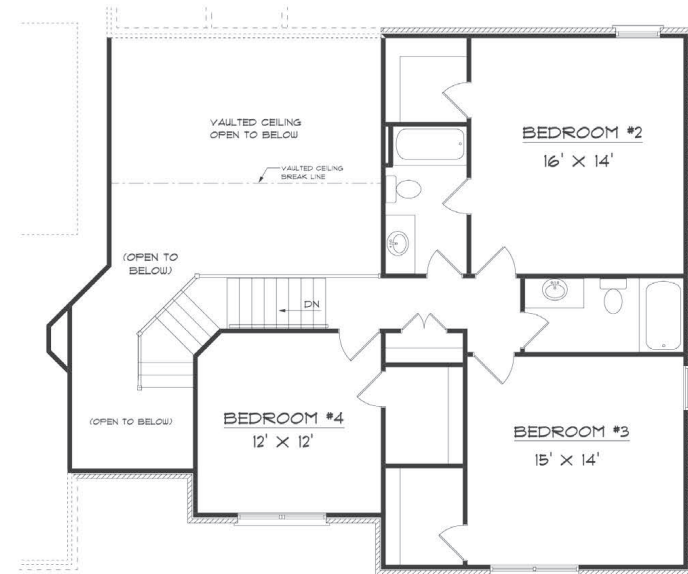 VAULTED CEILING
OPEN TO BELOW
VAULTED CEILING
BREAK LINE
BEDROOM #2
16' X 14'
(OPEN TO
BELOW)
DN
(OPEN TO BELOW)
BEDROOM #4
12' X 12'
BEDROOM #3
15' X 14'